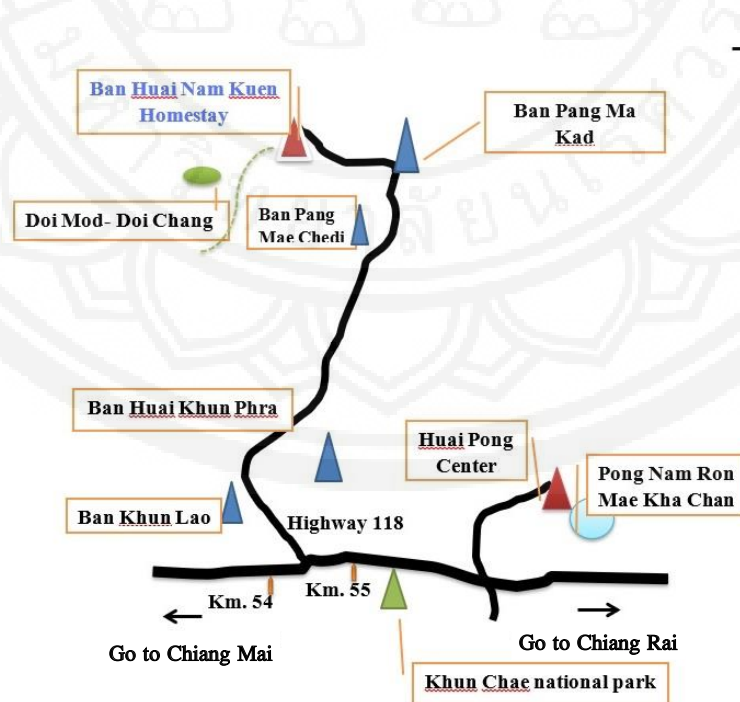 Ban Huai Nam Kuen
Homestay
Ban Pang Ma
Kad
Doi Mod- Doi Chang
Ban Pang
Mae Chedi
Ban Huai Khun Phra
Huai Pong
Center
Pong Nam Ron
Mae Kha Chan
Ban Khun Lao
Highway 118
Km. 54
Km. 55
Go to Chiang Mai
Go to Chiang Rai
Khun Chae national park